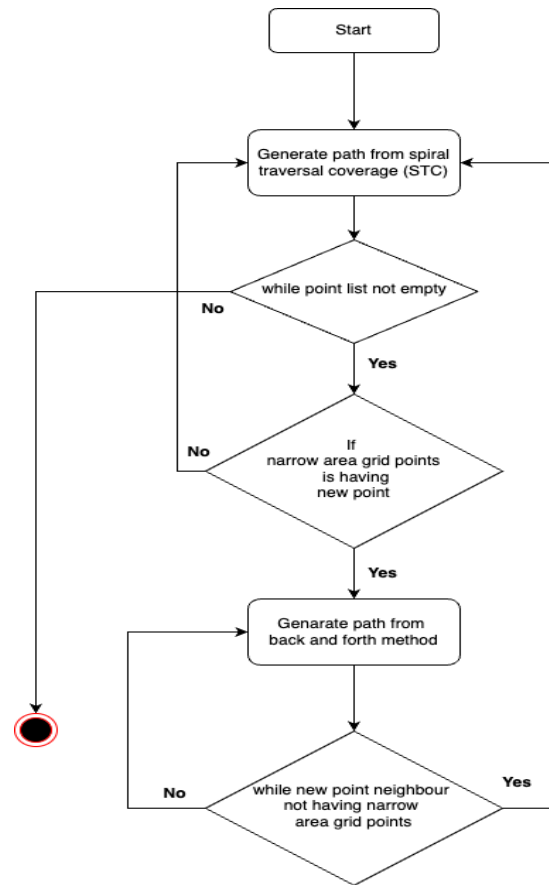 Start
Generate path from spiral
traversal coverage (STC)
while point list not empty
No
Yes
If
narrow area grid points
is having
new point
No
Yes
Genarate path from
back and forth method
while new point neighbour
not having narrow
area grid points
No
Yes